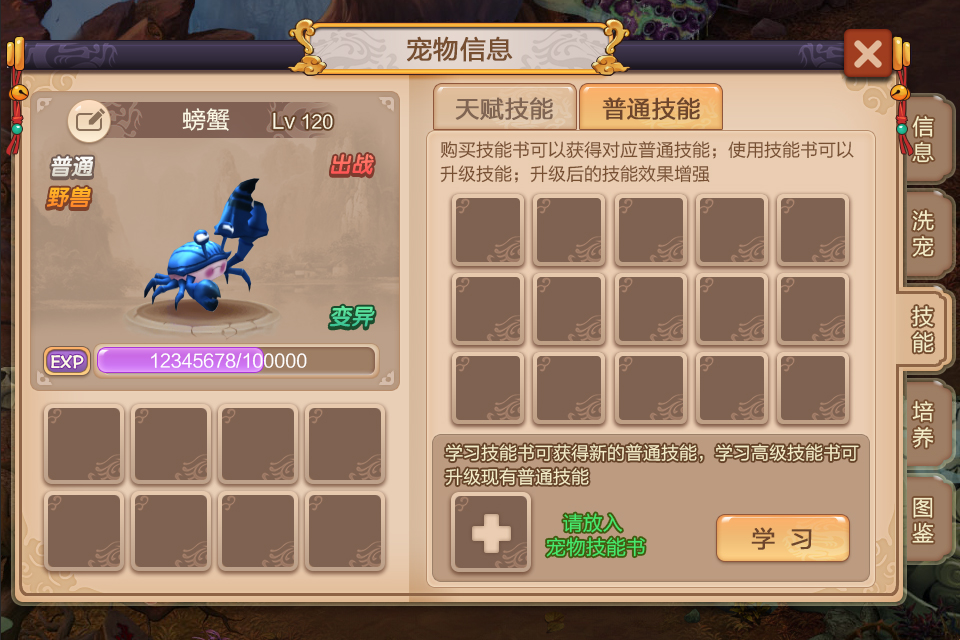 宠物信息
螃蟹 Lv 120
普通
出战
野兽
变异
EXP 12345678/100000
天赋技能
普通技能
购买技能书可以获得对应普通技能；使用技能书可以
升级技能；升级后的技能效果增强
学习技能书可获得新的普通技能，学习高级技能书可
升级现有普通技能
请放入
宠物技能书
学 习
信息
洗宠
技能
培养
图鉴